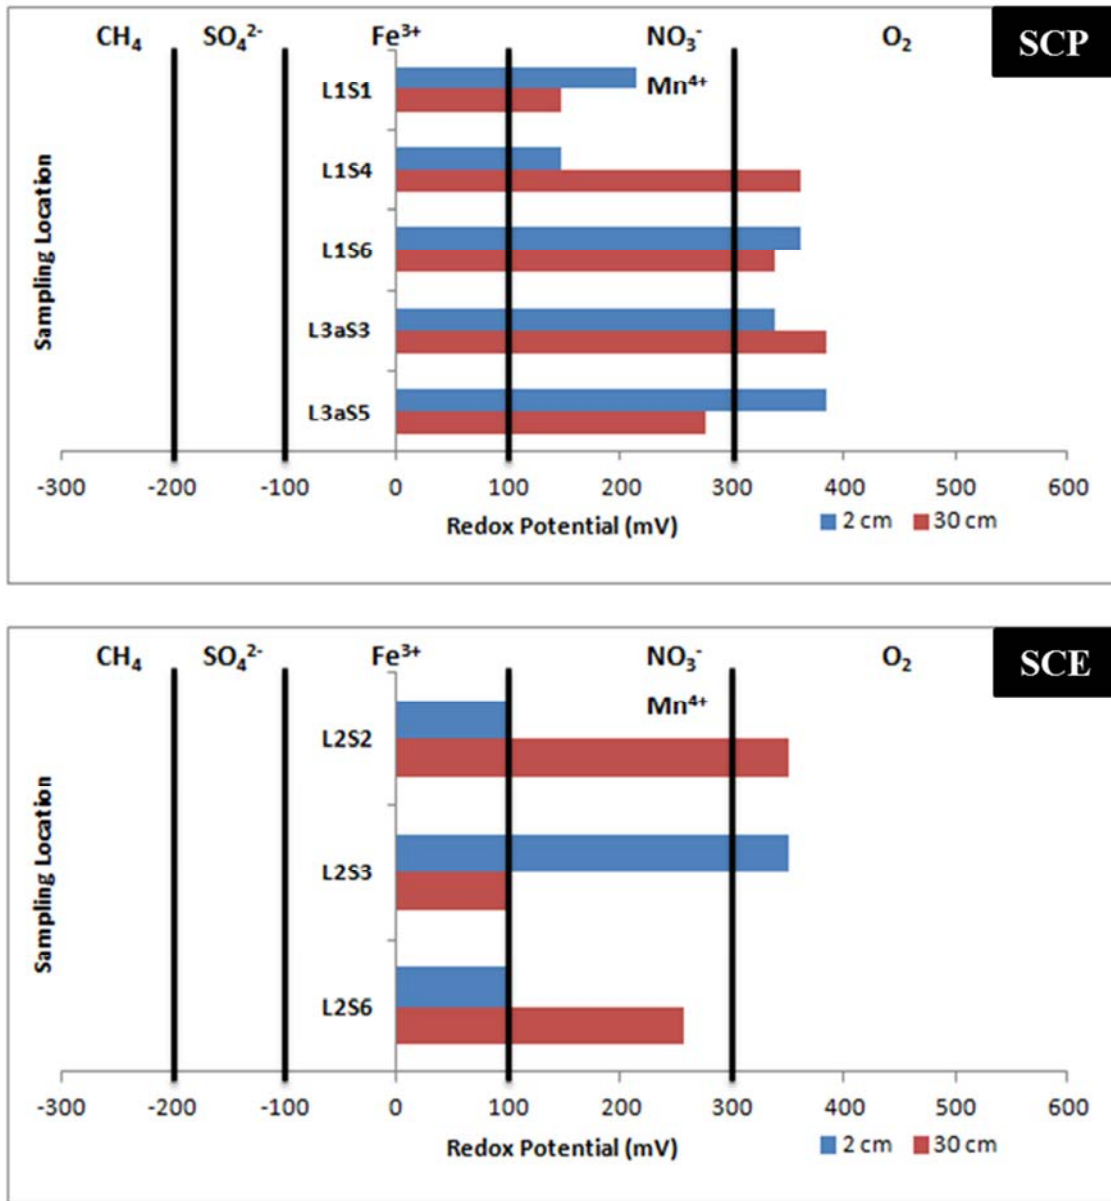 CH₄ SO₄²⁻ Fe³⁺ NO₃⁻ O₂ SCP
Mn⁴⁺
Sampling Location
L1S1
L1S4
L1S6
L3aS3
L3aS5
-300 -200 -100 0 100 200 300 400 500 600
Redox Potential (mV)
2 cm 30 cm
CH₄ SO₄²⁻ Fe³⁺ NO₃⁻ O₂ SCE
Mn⁴⁺
Sampling Location
L2S2
L2S3
L2S6
-300 -200 -100 0 100 200 300 400 500 600
Redox Potential (mV)
2 cm 30 cm